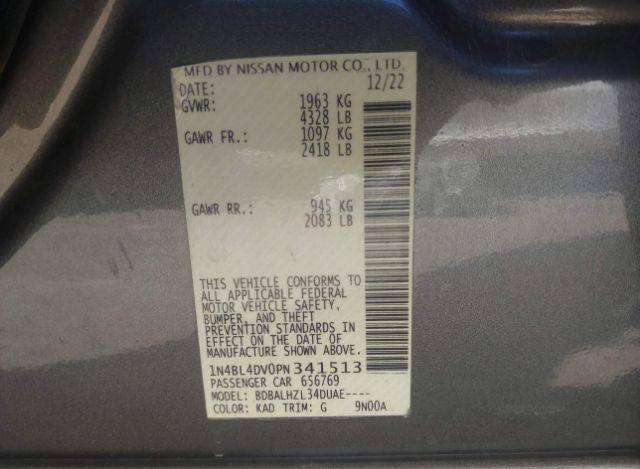 MFD BY NISSAN MOTOR CO., LTD.
DATE: 12/22
GVWR: 1963 KG
4328 LB
GAWR FR.: 1097 KG
2418 LB
GAWR RR.: 945 KG
2083 LB
THIS VEHICLE CONFORMS TO
ALL APPLICABLE FEDERAL
MOTOR VEHICLE SAFETY,
BUMPER, AND THEFT
PREVENTION STANDARDS IN
EFFECT ON THE DATE OF
MANUFACTURE SHOWN ABOVE.
1N4BL4DV0PN341513
PASSENGER CAR 656769
MODEL: BDBALHZL34DUAE----
COLOR: KAD TRIM: G 9N00A